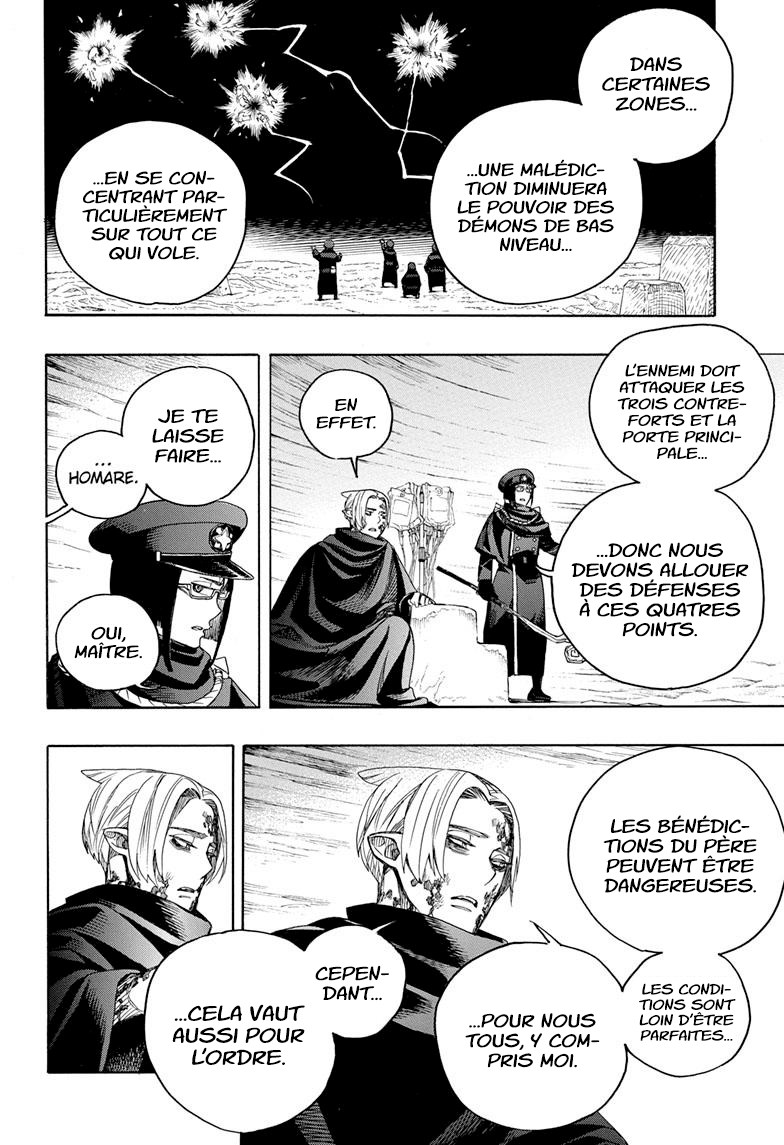 DANS
CERTAINES
ZONES...
...UNE MALÉDIC-
TION DIMINUERA
LE POUVOIR DES
DÉMONS DE BAS
NIVEAU...
...EN SE CON-
CENTRANT PAR-
TICULIÈREMENT
SUR TOUT CE
QUI VOLE.
L'ENNEMI DOIT
ATTAQUER LES
TROIS CONTRE-
FORTS ET LA
PORTE PRINCI-
PALE...
...DONC NOUS
DEVONS ALLOUER
DES DÉFENSES
À CES QUATRES
POINTS.
EN
EFFET.
JE TE
LAISSE
FAIRE...
...
HOMARE.
OUI,
MAÎTRE.
LES BÉNÉDIC-
TIONS DU PÈRE
PEUVENT ÊTRE
DANGEREUSES.
LES CONDI-
TIONS SONT
LOIN D'ÊTRE
PARFAITES...
...POUR NOUS
TOUS, Y COM-
PRIS MOI.
CEPEN-
DANT...
...CELA VAUT
AUSSI POUR
L'ORDRE.